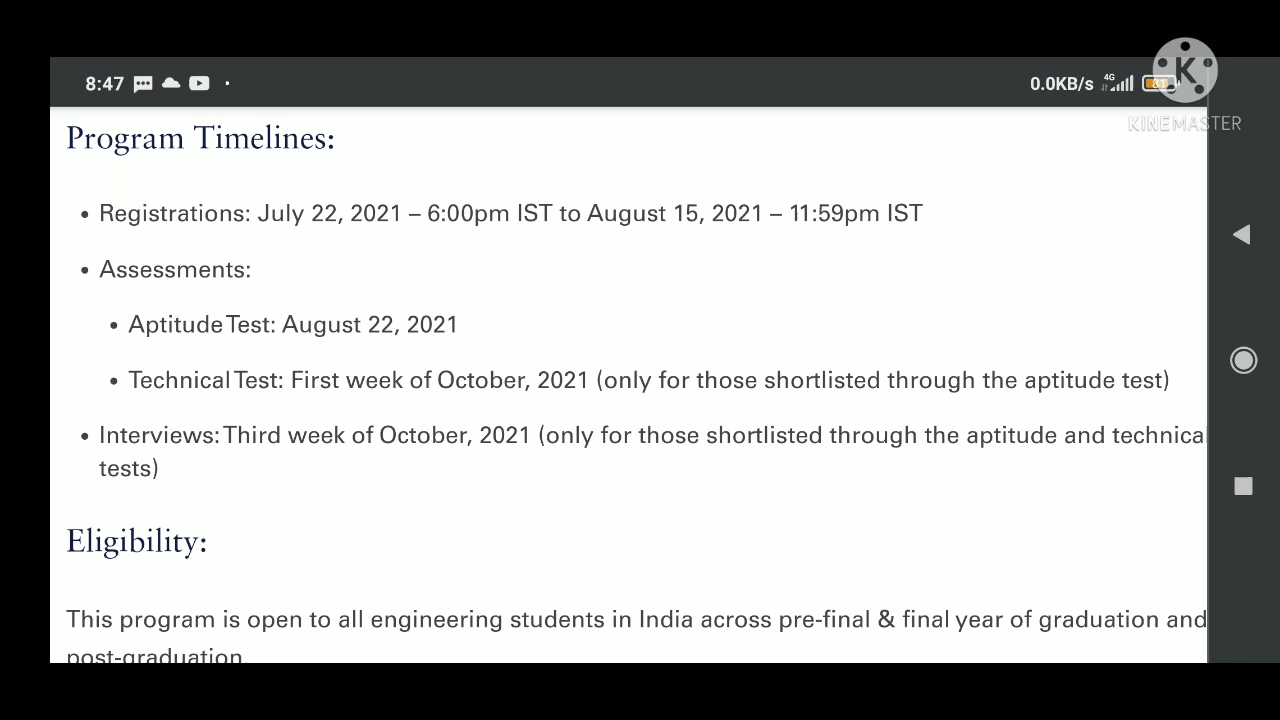 8:47
0.0KB/s
4G
81
KINEMASTER
Program Timelines:
• Registrations: July 22, 2021 – 6:00pm IST to August 15, 2021 – 11:59pm IST
• Assessments:
• Aptitude Test: August 22, 2021
• Technical Test: First week of October, 2021 (only for those shortlisted through the aptitude test)
• Interviews: Third week of October, 2021 (only for those shortlisted through the aptitude and technical
tests)
Eligibility:
This program is open to all engineering students in India across pre-final & final year of graduation and
post-graduation.